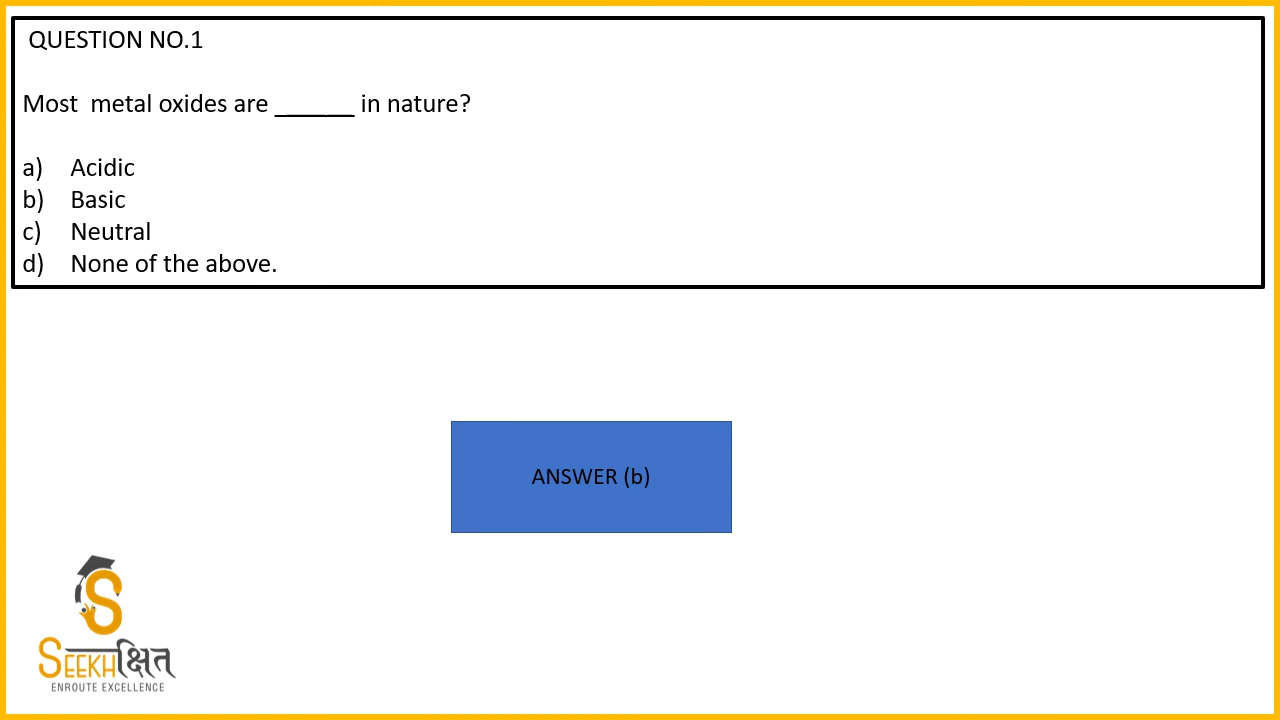 QUESTION NO.1
Most metal oxides are ______ in nature?
a) Acidic
b) Basic
c) Neutral
d) None of the above.
ANSWER (b)
S
SEEKHक्षित
ENROUTE EXCELLENCE